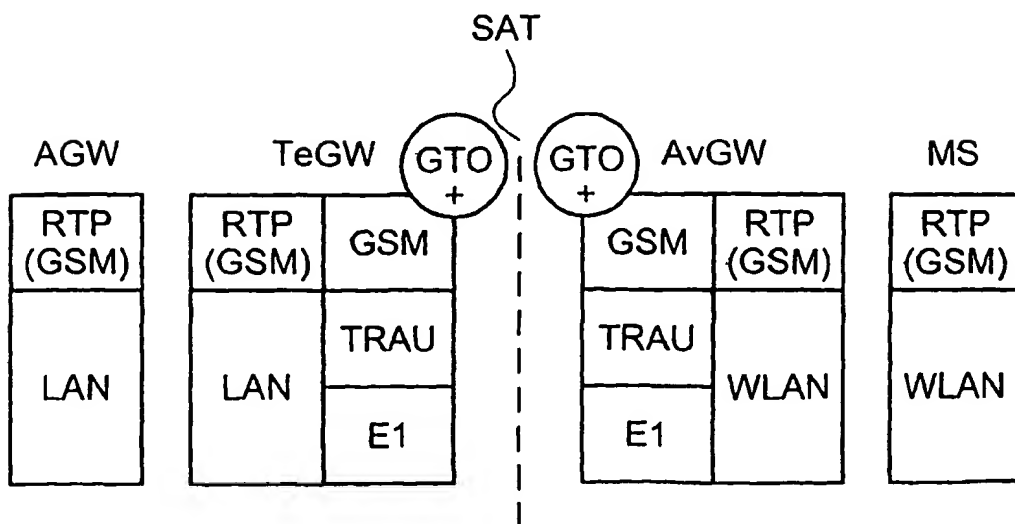 SAT
AGW
TeGW
GTO
+
GTO
+
AvGW
MS
RTP
(GSM)
RTP
(GSM)
GSM
GSM
RTP
(GSM)
RTP
(GSM)
LAN
LAN
TRAU
E1
TRAU
E1
WLAN
WLAN